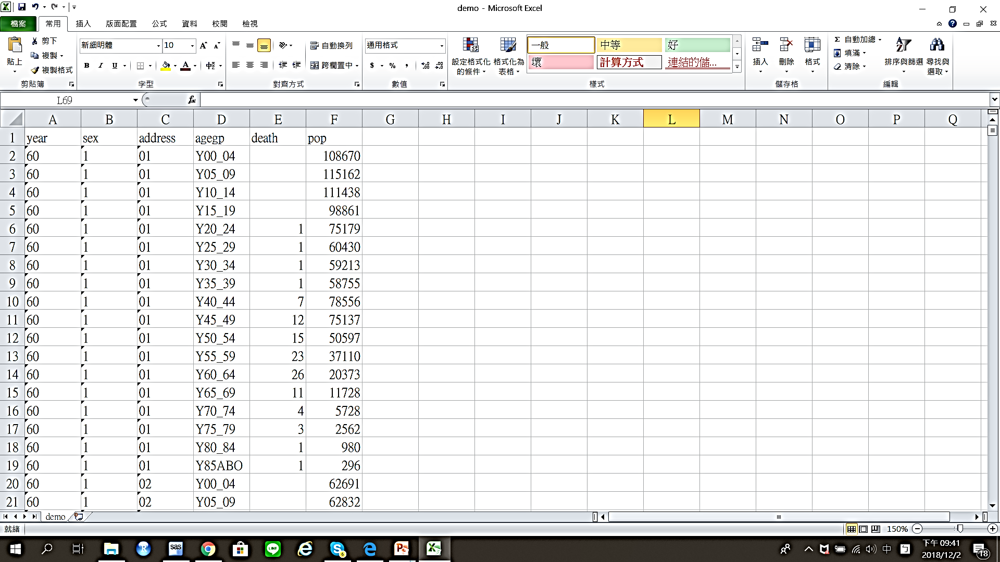 demo - Microsoft Excel
檔案 常用 插入 版面配置 公式 資料 校閱 檢視
貼上 剪下 複製 複製格式 剪貼簿
新細明體 10 B I U 字型
自動換列 跨欄置中 對齊方式
通用格式 $ % , 數值
設定格式化的條件 格式化為表格
一般 中等 好
壞 計算方式 連結的儲...
樣式
插入 刪除 格式 儲存格
Σ 自動加總 填滿 清除 排序與篩選 尋找與選取 編輯
L69 fx
A B C D E F G H I J K L M N O P Q
1 year sex address agegp death pop
2 60 1 01 Y00_04 108670
3 60 1 01 Y05_09 115162
4 60 1 01 Y10_14 111438
5 60 1 01 Y15_19 98861
6 60 1 01 Y20_24 1 75179
7 60 1 01 Y25_29 1 60430
8 60 1 01 Y30_34 1 59213
9 60 1 01 Y35_39 1 58755
10 60 1 01 Y40_44 7 78556
11 60 1 01 Y45_49 12 75137
12 60 1 01 Y50_54 15 50597
13 60 1 01 Y55_59 23 37110
14 60 1 01 Y60_64 26 20373
15 60 1 01 Y65_69 11 11728
16 60 1 01 Y70_74 4 5728
17 60 1 01 Y75_79 3 2562
18 60 1 01 Y80_84 1 980
19 60 1 01 Y85ABO 1 296
20 60 1 02 Y00_04 62691
21 60 1 02 Y05_09 62832
demo
就緒 150%
R sas LINE 6 中 下午 09:41
2018/12/2 18